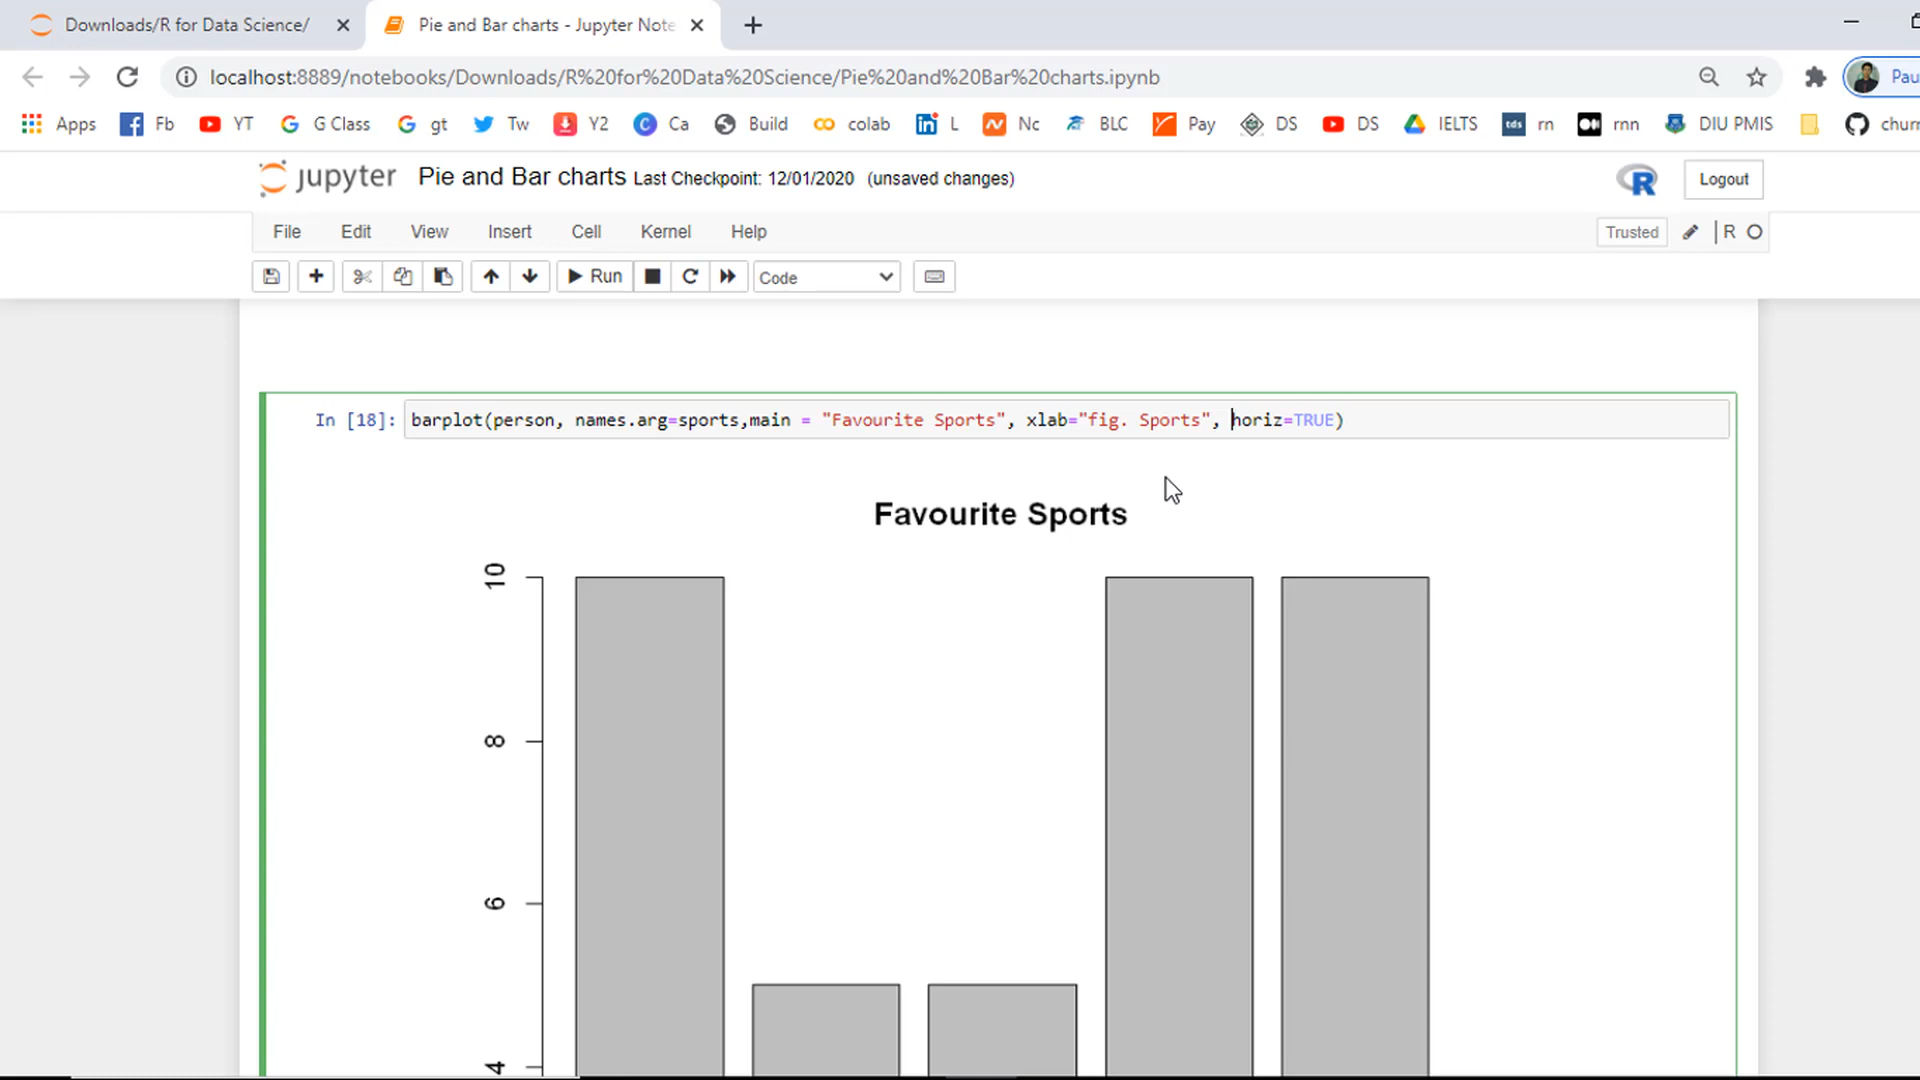 Downloads/R for Data Science/
Pie and Bar charts - Jupyter Note
localhost:8889/notebooks/Downloads/R%20for%20Data%20Science/Pie%20and%20Bar%20charts.ipynb
Pau
Apps Fb YT G Class gt Tw Y2 Ca Build colab L Nc BLC Pay DS DS IELTS tds rn rnn DIU PMIS churn
jupyter Pie and Bar charts Last Checkpoint: 12/01/2020 (unsaved changes)
R
Logout
File Edit View Insert Cell Kernel Help
Trusted R
Run Code
In [18]: barplot(person, names.arg=sports,main = "Favourite Sports", xlab="fig. Sports", horiz=TRUE)
Favourite Sports
10
8
6
4